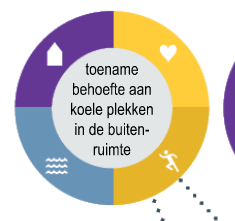 toename
behoefte aan
koele plekken
in de buiten-
ruimte